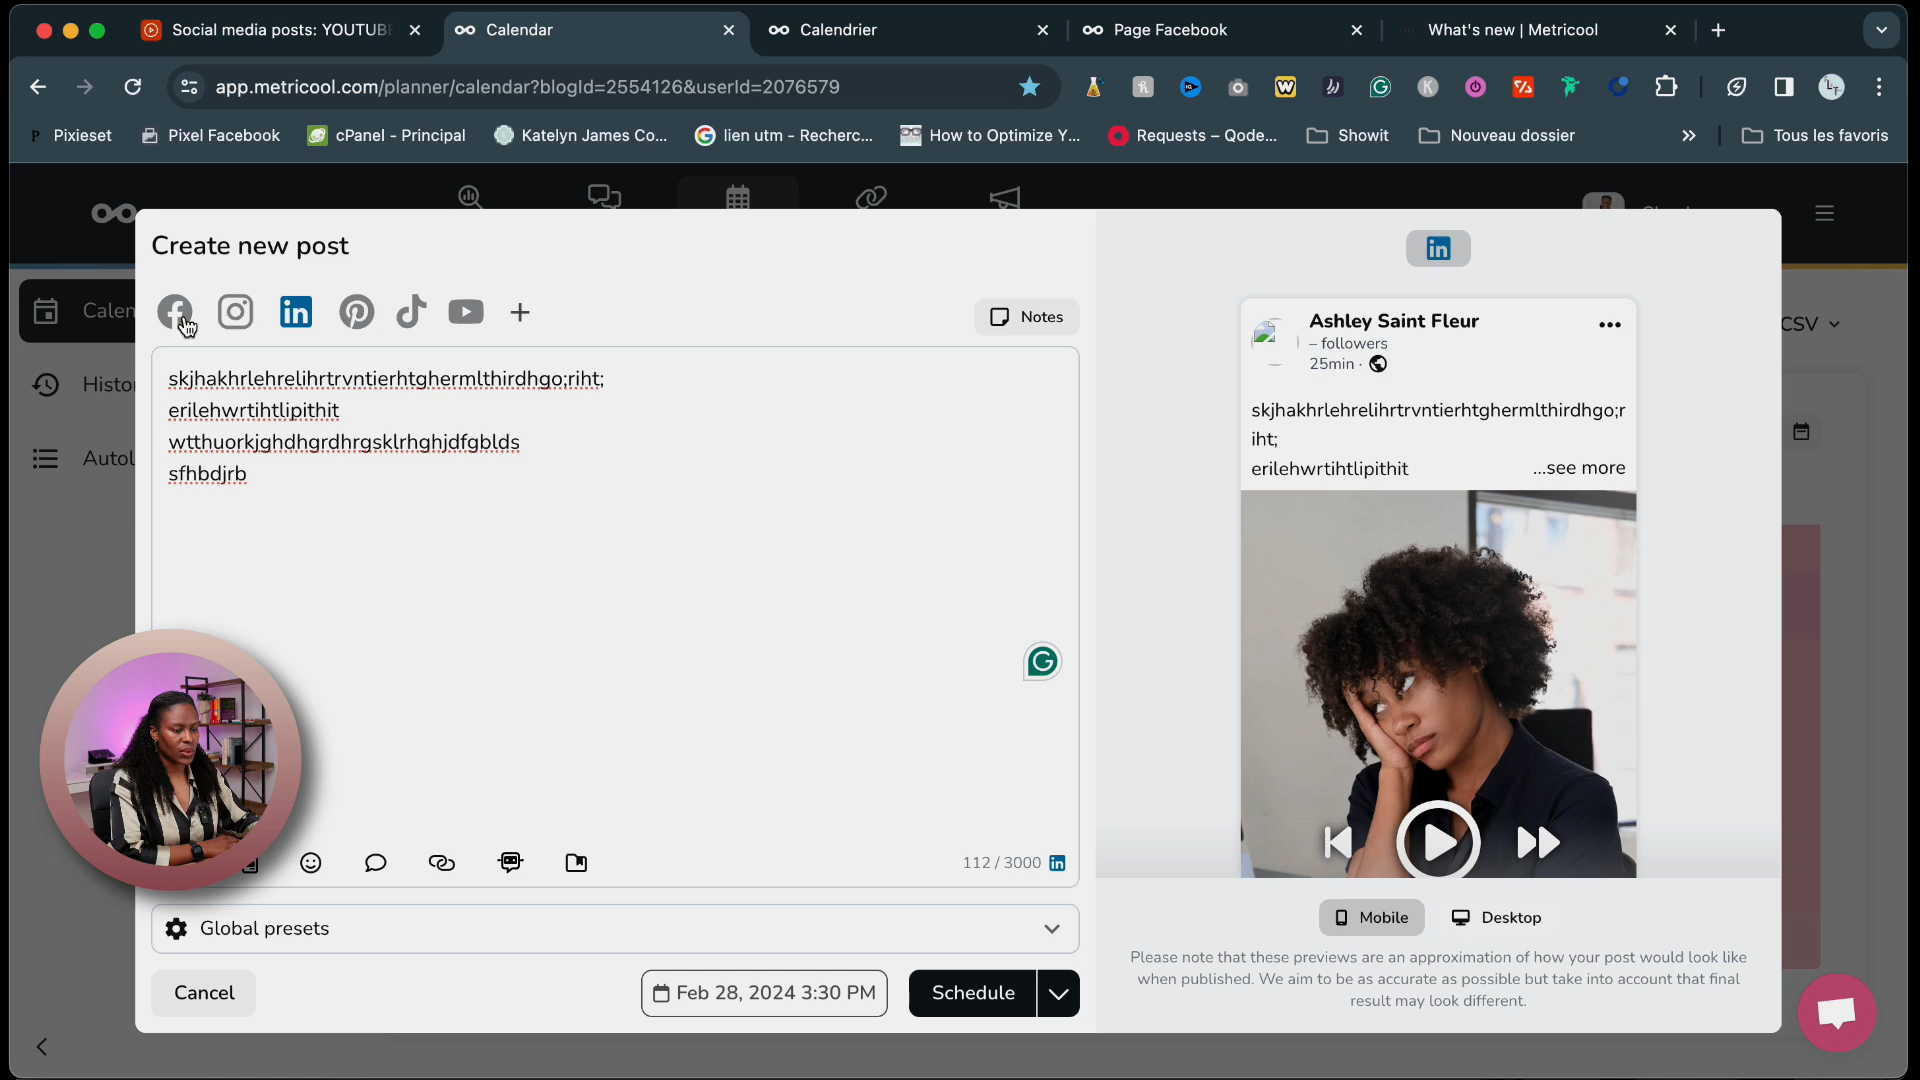 Social media posts: YOUTUBE
Calendar
Calendrier
Page Facebook
What's new | Metricool
app.metricool.com/planner/calendar?blogId=2554126&userId=2076579
Pixieset
Pixel Facebook
cPanel - Principal
Katelyn James Co...
lien utm - Recherc...
How to Optimize Y...
Requests – Qode...
Showit
Nouveau dossier
Tous les favoris
Create new post
Notes
Calen
Histor
Autol
CSV
skjhakhrlehrelihrtrvntierhtghermlthirdhgo;riht;
erilehwrtihtlipithit
wtthuorkjghdhgrdhrgsklrhghjdfgblds
sfhbdjrb
112 / 3000
Global presets
Cancel
Feb 28, 2024 3:30 PM
Schedule
Ashley Saint Fleur
– followers
25min ·
skjhakhrlehrelihrtrvntierhtghermlthirdhgo;r
iht;
erilehwrtihtlipithit ...see more
Mobile
Desktop
Please note that these previews are an approximation of how your post would look like
when published. We aim to be as accurate as possible but take into account that final
result may look different.